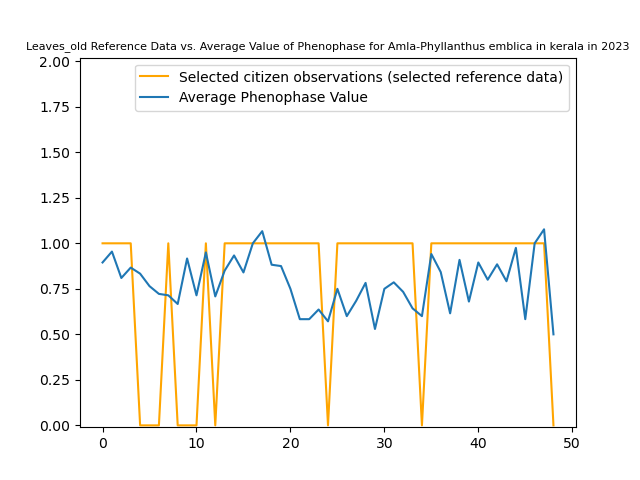 Leaves_old Reference Data vs. Average Value of Phenophase for Amla-Phyllanthus emblica in kerala in 2023
2.00
Selected citizen observations (selected reference data)
Average Phenophase Value
1.75
1.50
1.25
1.00
0.75
0.50
0.25
0.00
0 10 20 30 40 50